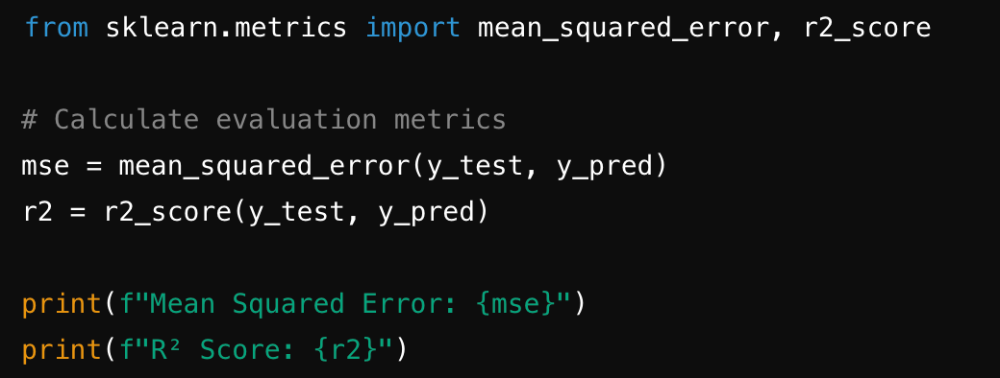 from sklearn.metrics import mean_squared_error, r2_score
# Calculate evaluation metrics
mse = mean_squared_error(y_test, y_pred)
r2 = r2_score(y_test, y_pred)
print(f"Mean Squared Error: {mse}")
print(f"R² Score: {r2}")